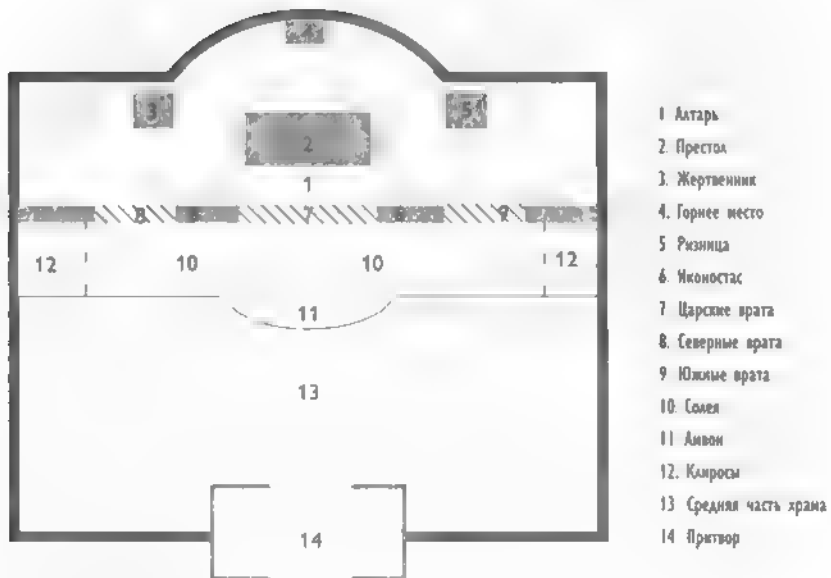 4
3
5
2
1
8
6
7
6
9
12
10
10
12
11
13
14
1 Алтарь
2. Престол
3. Жертвенник
4. Горнее место
5 Ризница
6. Иконостас
7 Царские врата
8. Северные врата
9 Южные врата
10 Солея
11 Амвон
12. Клиросы
13 Средняя часть храма
14 Притвор